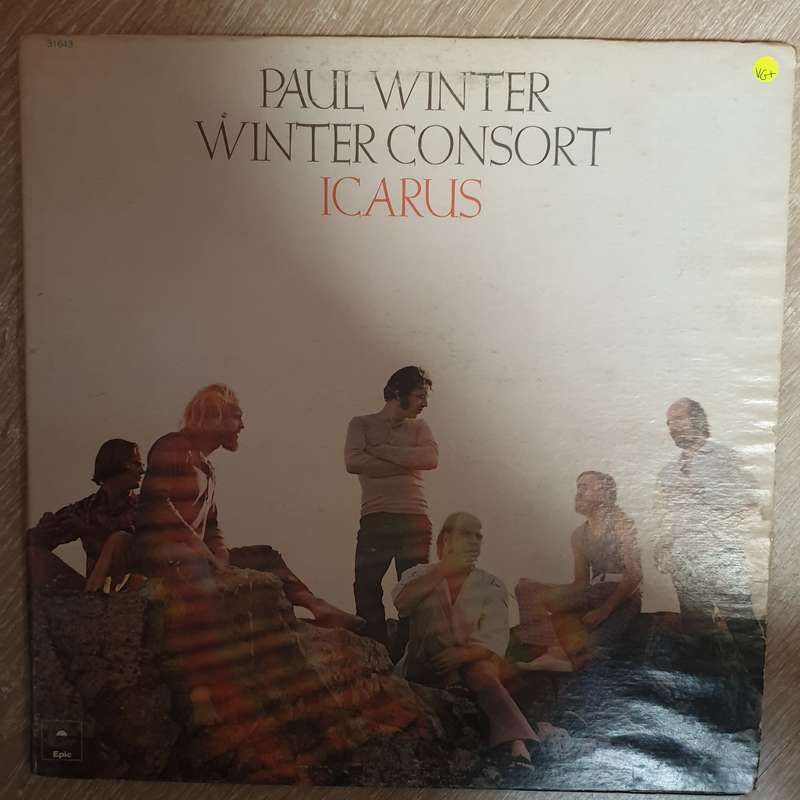 31643
VG+
PAUL WINTER
WINTER CONSORT
ICARUS
Epic